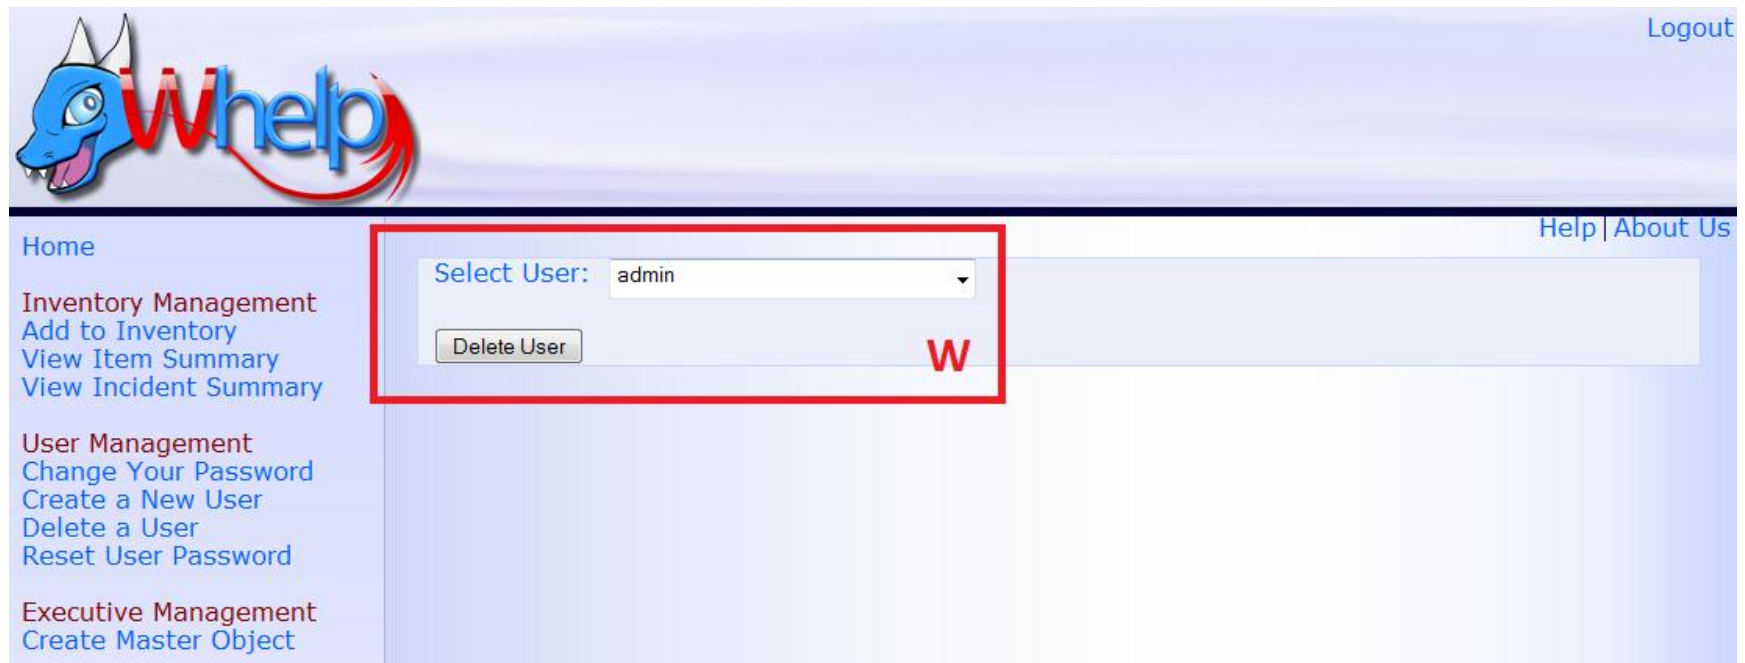 Logout
Whelp
Help | About Us
Home
Select User: admin
Inventory Management
Add to Inventory
View Item Summary
View Incident Summary
Delete User
W
User Management
Change Your Password
Create a New User
Delete a User
Reset User Password
Executive Management
Create Master Object